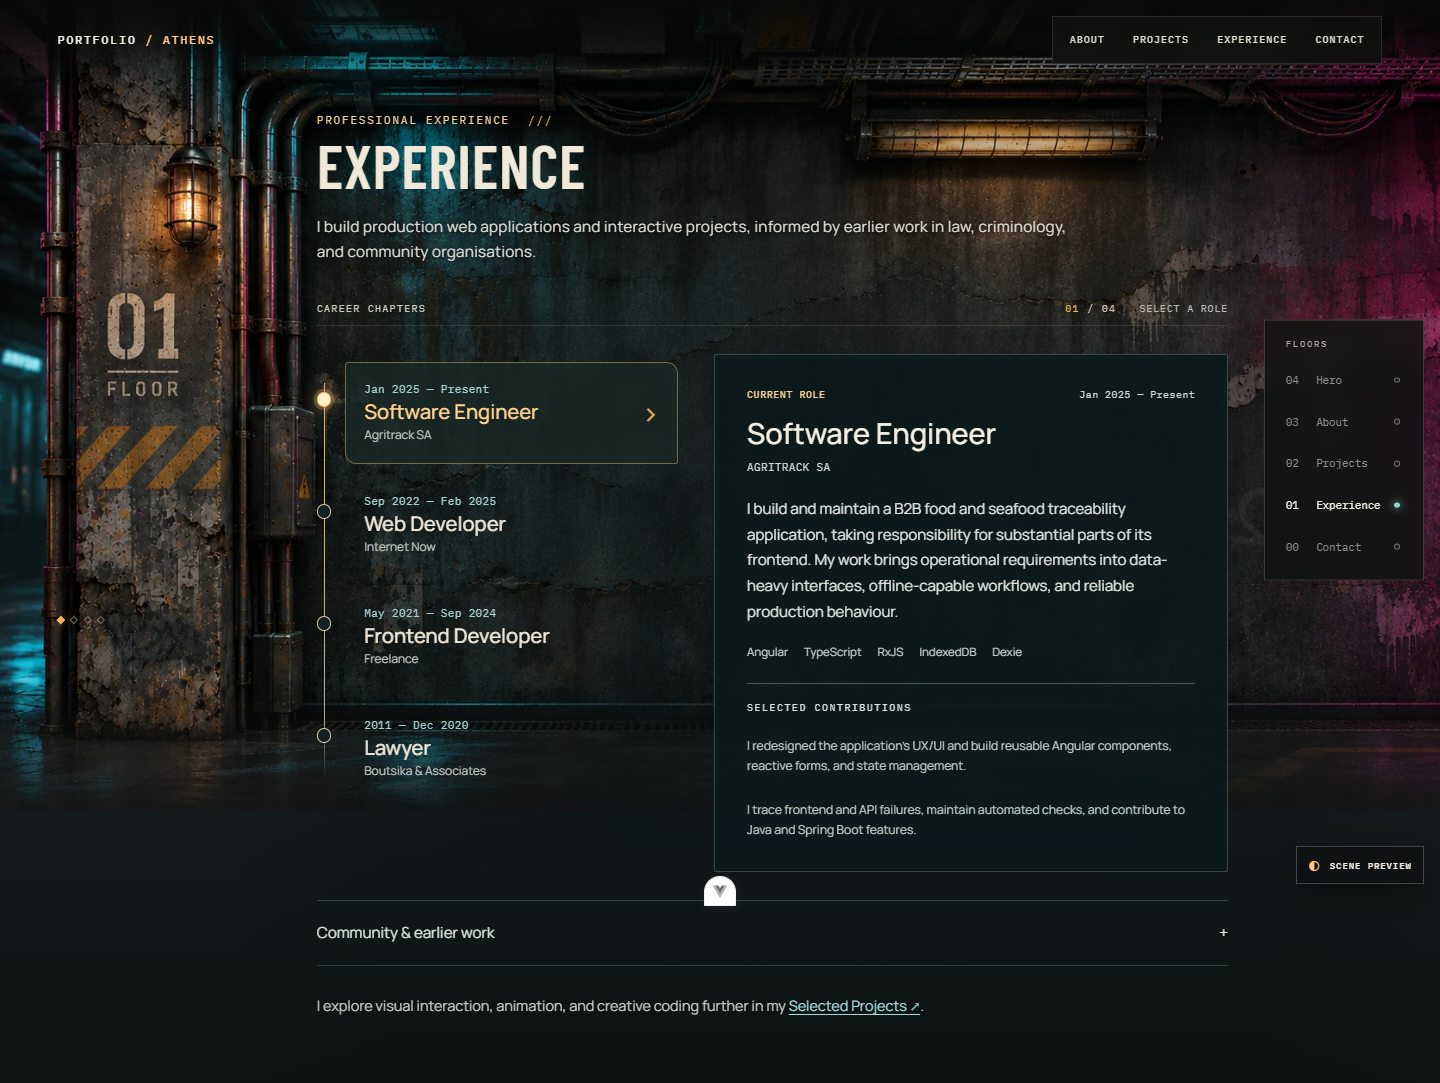 PORTFOLIO / ATHENS
ABOUT PROJECTS EXPERIENCE CONTACT
PROFESSIONAL EXPERIENCE ///
EXPERIENCE
I build production web applications and interactive projects, informed by earlier work in law, criminology,
and community organisations.
01
FLOOR
CAREER CHAPTERS
01 / 04 SELECT A ROLE
Jan 2025 — Present
Software Engineer
Agritrack SA
Sep 2022 — Feb 2025
Web Developer
Internet Now
May 2021 — Sep 2024
Frontend Developer
Freelance
2011 — Dec 2020
Lawyer
Boutsika & Associates
CURRENT ROLE
Jan 2025 — Present
Software Engineer
AGRITRACK SA
I build and maintain a B2B food and seafood traceability
application, taking responsibility for substantial parts of its
frontend. My work brings operational requirements into data-
heavy interfaces, offline-capable workflows, and reliable
production behaviour.
Angular TypeScript RxJS IndexedDB Dexie
SELECTED CONTRIBUTIONS
I redesigned the application's UX/UI and build reusable Angular components,
reactive forms, and state management.
I trace frontend and API failures, maintain automated checks, and contribute to
Java and Spring Boot features.
FLOORS
04 Hero
03 About
02 Projects
01 Experience
00 Contact
SCENE PREVIEW
Community & earlier work +
I explore visual interaction, animation, and creative coding further in my Selected Projects ↗.